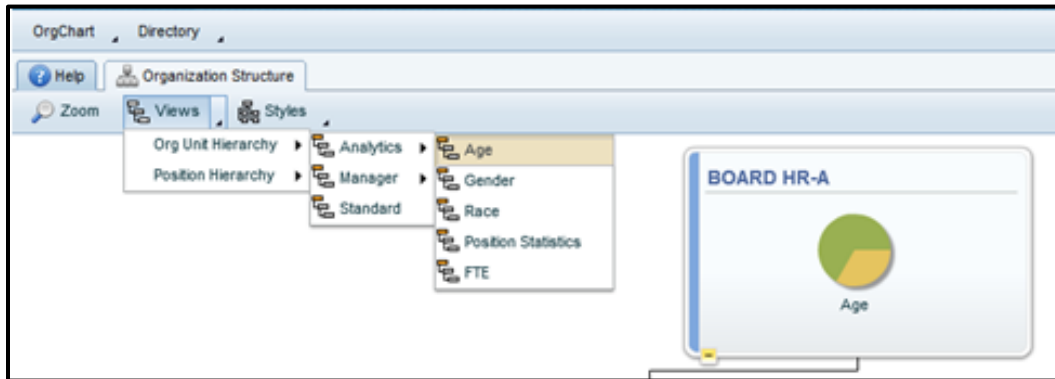 OrgChart Directory
Help Organization Structure
Zoom Views Styles
Org Unit Hierarchy Analytics Age
Position Hierarchy Manager Gender
Standard Race
Position Statistics
FTE
BOARD HR-A
Age